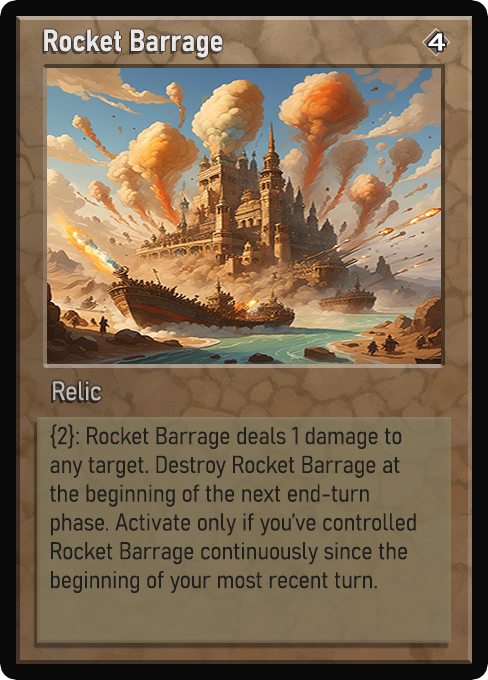 Rocket Barrage
4
Relic
{2}: Rocket Barrage deals 1 damage to
any target. Destroy Rocket Barrage at
the beginning of the next end-turn
phase. Activate only if you've controlled
Rocket Barrage continuously since the
beginning of your most recent turn.